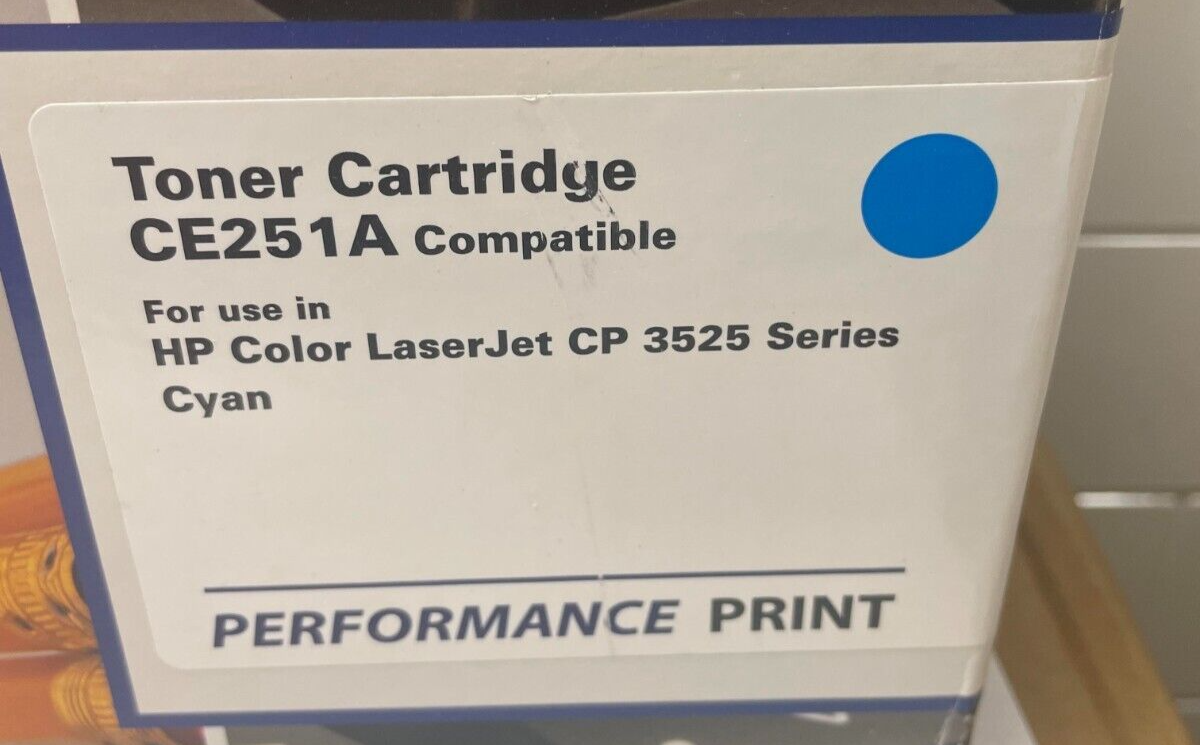 Toner Cartridge
CE251A Compatible
For use in
HP Color LaserJet CP 3525 Series
Cyan
PERFORMANCE PRINT